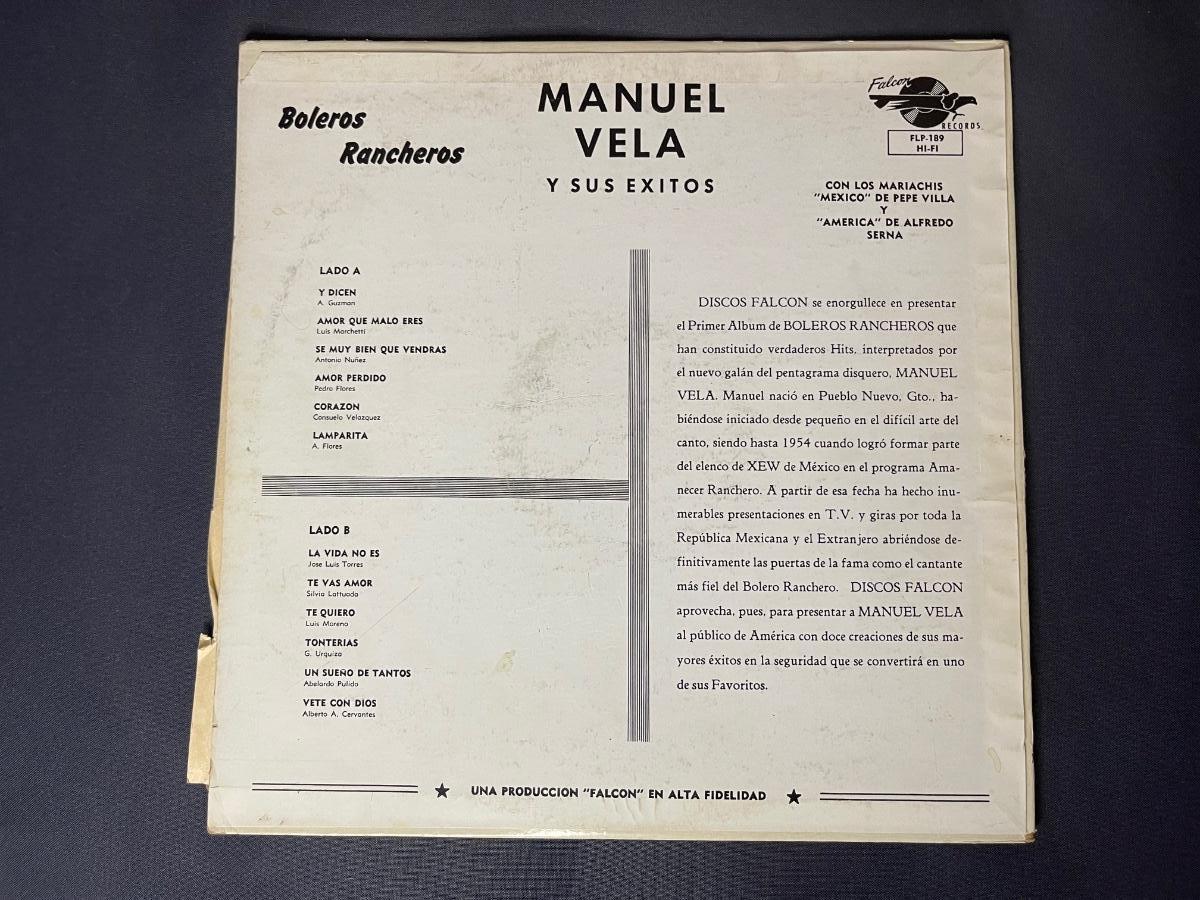 Boleros
Rancheros
MANUEL
VELA
Y SUS EXITOS
Falcon
RECORDS
FLP-189
HI-FI
CON LOS MARIACHIS
"MEXICO" DE PEPE VILLA
Y
"AMERICA" DE ALFREDO
SERNA
LADO A
Y DICEN
A. Guzman
AMOR QUE MALO ERES
Luis Marchetti
SE MUY BIEN QUE VENDRAS
Antonio Nuñez
AMOR PERDIDO
Pedro Flores
CORAZON
Consuelo Velazquez
LAMPARITA
A. Flores
LADO B
LA VIDA NO ES
Jose Luis Torres
TE VAS AMOR
Silvia Lattuada
TE QUIERO
Luis Moreno
TONTERIAS
G. Urquiza
UN SUEÑO DE TANTOS
Abelardo Pulido
VETE CON DIOS
Alberto A. Cervantes
DISCOS FALCON se enorgullece en presentar
el Primer Album de BOLEROS RANCHEROS que
han constituido verdaderos Hits, interpretados por
el nuevo galán del pentagrama disquero, MANUEL
VELA. Manuel nació en Pueblo Nuevo, Gto., ha-
biéndose iniciado desde pequeño en el difícil arte del
canto, siendo hasta 1954 cuando logró formar parte
del elenco de XEW de México en el programa Ama-
necer Ranchero. A partir de esa fecha ha hecho inu-
merables presentaciones en T.V. y giras por toda la
República Mexicana y el Extranjero abriéndose de-
finitivamente las puertas de la fama como el cantante
más fiel del Bolero Ranchero. DISCOS FALCON
aprovecha, pues, para presentar a MANUEL VELA
al público de América con doce creaciones de sus ma-
yores éxitos en la seguridad que se convertirá en uno
de sus Favoritos.
UNA PRODUCCION "FALCON" EN ALTA FIDELIDAD